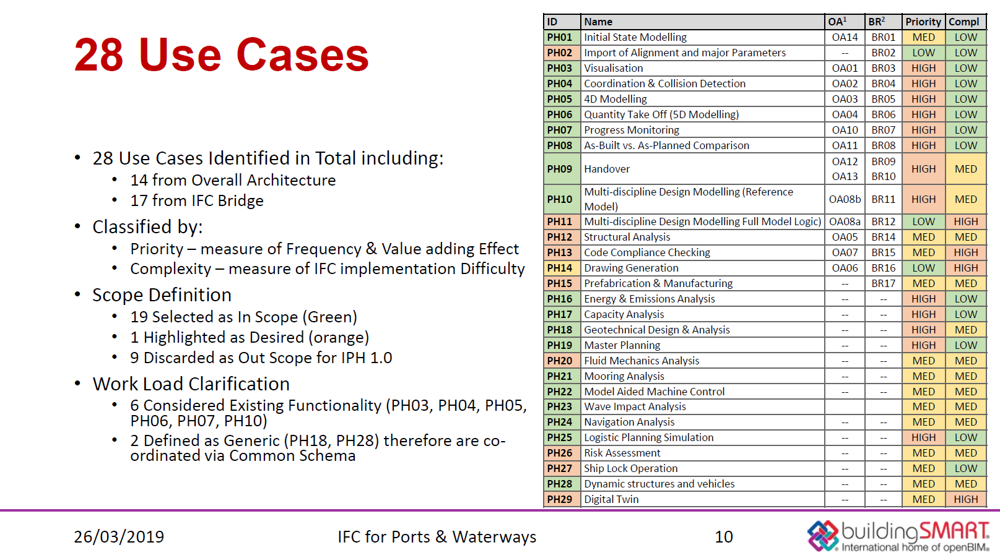 28 Use Cases
• 28 Use Cases Identified in Total including:
• 14 from Overall Architecture
• 17 from IFC Bridge
• Classified by:
• Priority – measure of Frequency & Value adding Effect
• Complexity – measure of IFC implementation Difficulty
• Scope Definition
• 19 Selected as In Scope (Green)
• 1 Highlighted as Desired (orange)
• 9 Discarded as Out Scope for IPH 1.0
• Work Load Clarification
• 6 Considered Existing Functionality (PH03, PH04, PH05,
PH06, PH07, PH10)
• 2 Defined as Generic (PH18, PH28) therefore are co-
ordinated via Common Schema
ID Name OA¹ BR² Priority Compl
PH01 Initial State Modelling OA14 BR01 MED LOW
PH02 Import of Alignment and major Parameters -- BR02 LOW LOW
PH03 Visualisation OA01 BR03 HIGH LOW
PH04 Coordination & Collision Detection OA02 BR04 HIGH LOW
PH05 4D Modelling OA03 BR05 HIGH LOW
PH06 Quantity Take Off (5D Modelling) OA04 BR06 HIGH LOW
PH07 Progress Monitoring OA10 BR07 HIGH LOW
PH08 As-Built vs. As-Planned Comparison OA11 BR08 HIGH LOW
OA12 BR09
PH09 Handover HIGH MED
OA13 BR10
Multi-discipline Design Modelling (Reference
PH10 OA08b BR11 HIGH MED
Model)
PH11 Multi-discipline Design Modelling Full Model Logic) OA08a BR12 LOW HIGH
PH12 Structural Analysis OA05 BR14 MED MED
PH13 Code Compliance Checking OA07 BR15 MED HIGH
PH14 Drawing Generation OA06 BR16 LOW HIGH
PH15 Prefabrication & Manufacturing -- BR17 MED MED
PH16 Energy & Emissions Analysis -- -- HIGH LOW
PH17 Capacity Analysis -- -- HIGH LOW
PH18 Geotechnical Design & Analysis -- -- HIGH MED
PH19 Master Planning -- -- HIGH LOW
PH20 Fluid Mechanics Analysis -- -- MED MED
PH21 Mooring Analysis -- -- MED MED
PH22 Model Aided Machine Control -- -- MED MED
PH23 Wave Impact Analysis MED MED
PH24 Navigation Analysis -- -- MED MED
PH25 Logistic Planning Simulation -- -- HIGH LOW
PH26 Risk Assessment -- -- MED MED
PH27 Ship Lock Operation -- -- MED LOW
PH28 Dynamic structures and vehicles -- -- MED MED
PH29 Digital Twin -- -- MED HIGH
26/03/2019 IFC for Ports & Waterways 10
buildingSMART®
International home of openBIM®